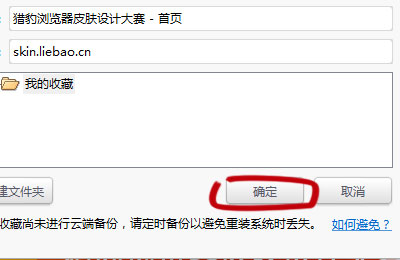 猎豹浏览器皮肤设计大赛 - 首页
skin.liebao.cn
我的收藏
建文件夹 确定 取消
收藏尚未进行云端备份，请定时备份以避免重装系统时丢失。 如何避免？